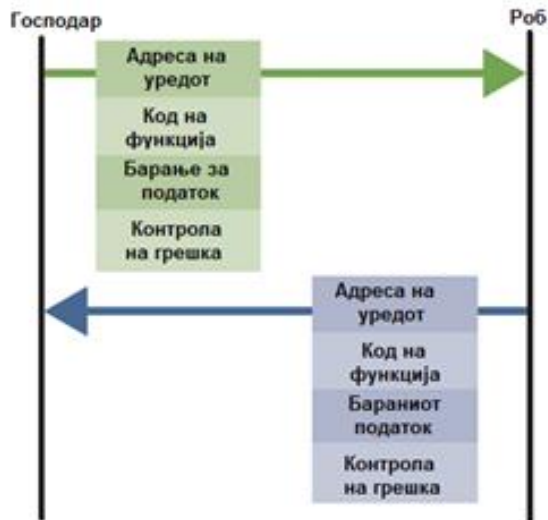 Господар
Роб
Адреса на
уредот
Код на
функција
Барање за
податок
Контрола
на грешка
Адреса на
уредот
Код на
функција
Бараниот
податок
Контрола
на грешка